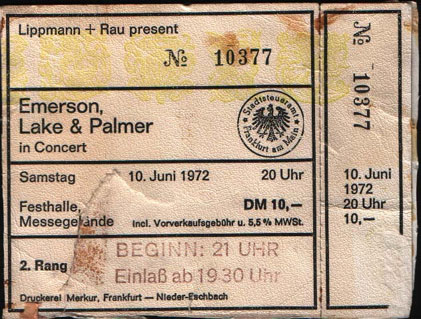 Lippmann + Rau present
№ 10377
Emerson,
Lake & Palmer
in Concert
Stadtsteueramt
Frankfurt am Main
Samstag 10. Juni 1972 20 Uhr
Festhalle, DM 10,—
Messegelände Incl. Vorverkaufsgebühr u. 5,5% MWSt.
2. Rang
BEGINN: 21 UHR
Einlaß ab 19.30 Uhr
Druckerei Merkur, Frankfurt — Nieder-Eschbach
№ 10377
10. Juni
1972
20 Uhr
10,—